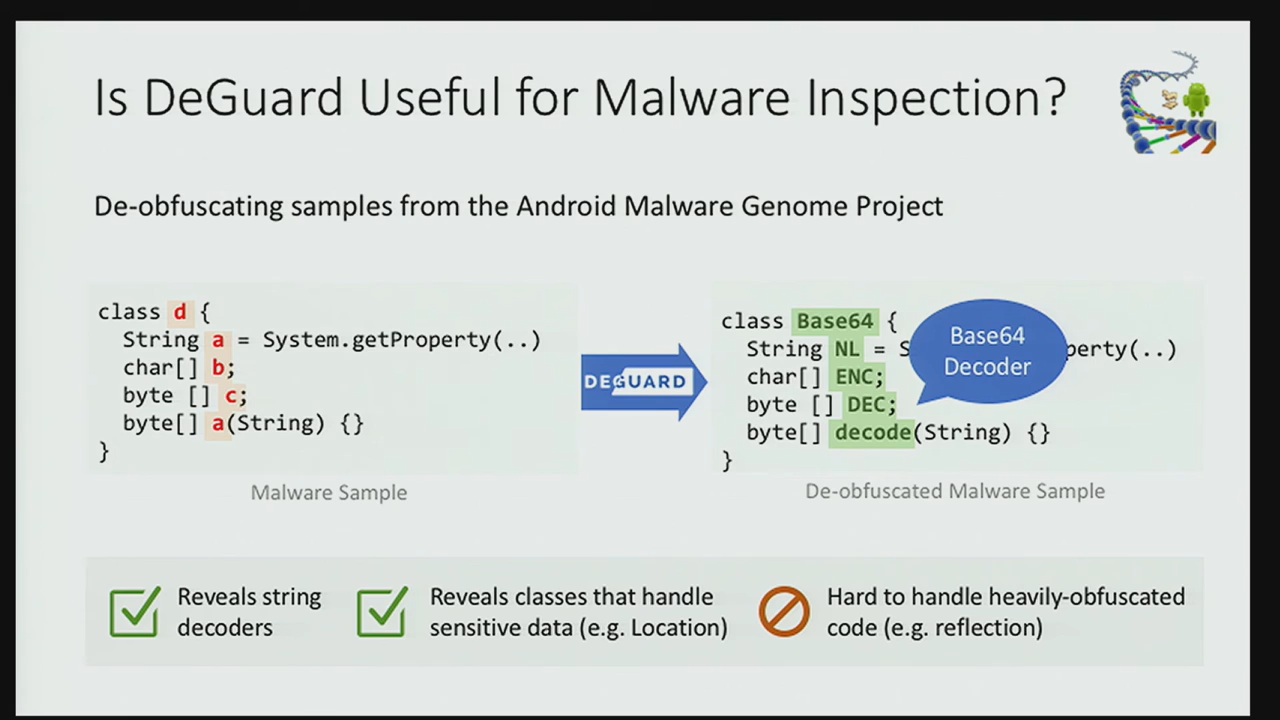 Is DeGuard Useful for Malware Inspection?
De-obfuscating samples from the Android Malware Genome Project
class d {
String a = System.getProperty(..)
char[] b;
byte [] c;
byte[] a(String) {}
}
Malware Sample
DEGUARD
class Base64 {
String NL = S perty(..)
char[] ENC;
byte [] DEC;
byte[] decode(String) {}
}
Base64
Decoder
De-obfuscated Malware Sample
Reveals string
decoders
Reveals classes that handle
sensitive data (e.g. Location)
Hard to handle heavily-obfuscated
code (e.g. reflection)